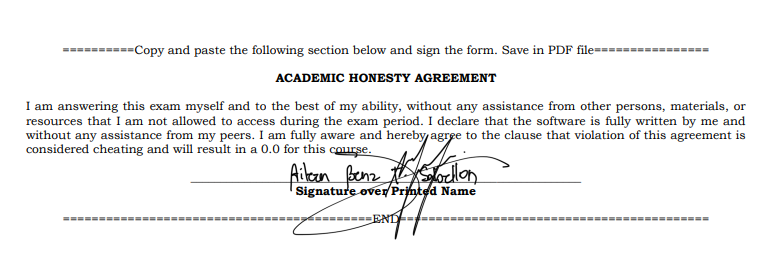 ==========Copy and paste the following section below and sign the form. Save in PDF file================
ACADEMIC HONESTY AGREEMENT
I am answering this exam myself and to the best of my ability, without any assistance from other persons, materials, or
resources that I am not allowed to access during the exam period. I declare that the software is fully written by me and
without any assistance from my peers. I am fully aware and hereby agree to the clause that violation of this agreement is
considered cheating and will result in a 0.0 for this course.
Benz
Signature over Printed Name
===========================================END===========================================